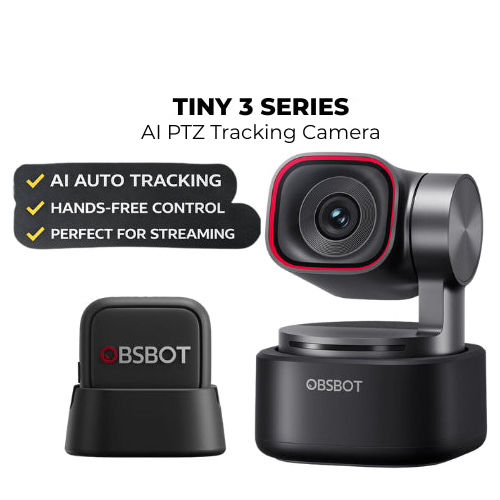 TINY 3 SERIES
AI PTZ Tracking Camera
AI AUTO TRACKING
HANDS-FREE CONTROL
PERFECT FOR STREAMING
OBSBOT
OBSBOT